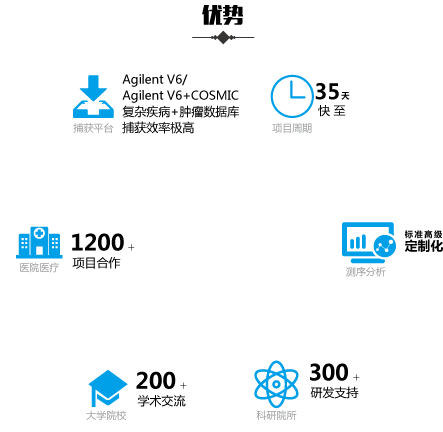 优势
Agilent V6/
Agilent V6+COSMIC
复杂疾病+肿瘤数据库
捕获效率极高
捕获平台
35天
快至
项目周期
1200+
项目合作
医院医疗
标准高级
定制化
测序分析
200+
学术交流
大学院校
300+
研发支持
科研院所